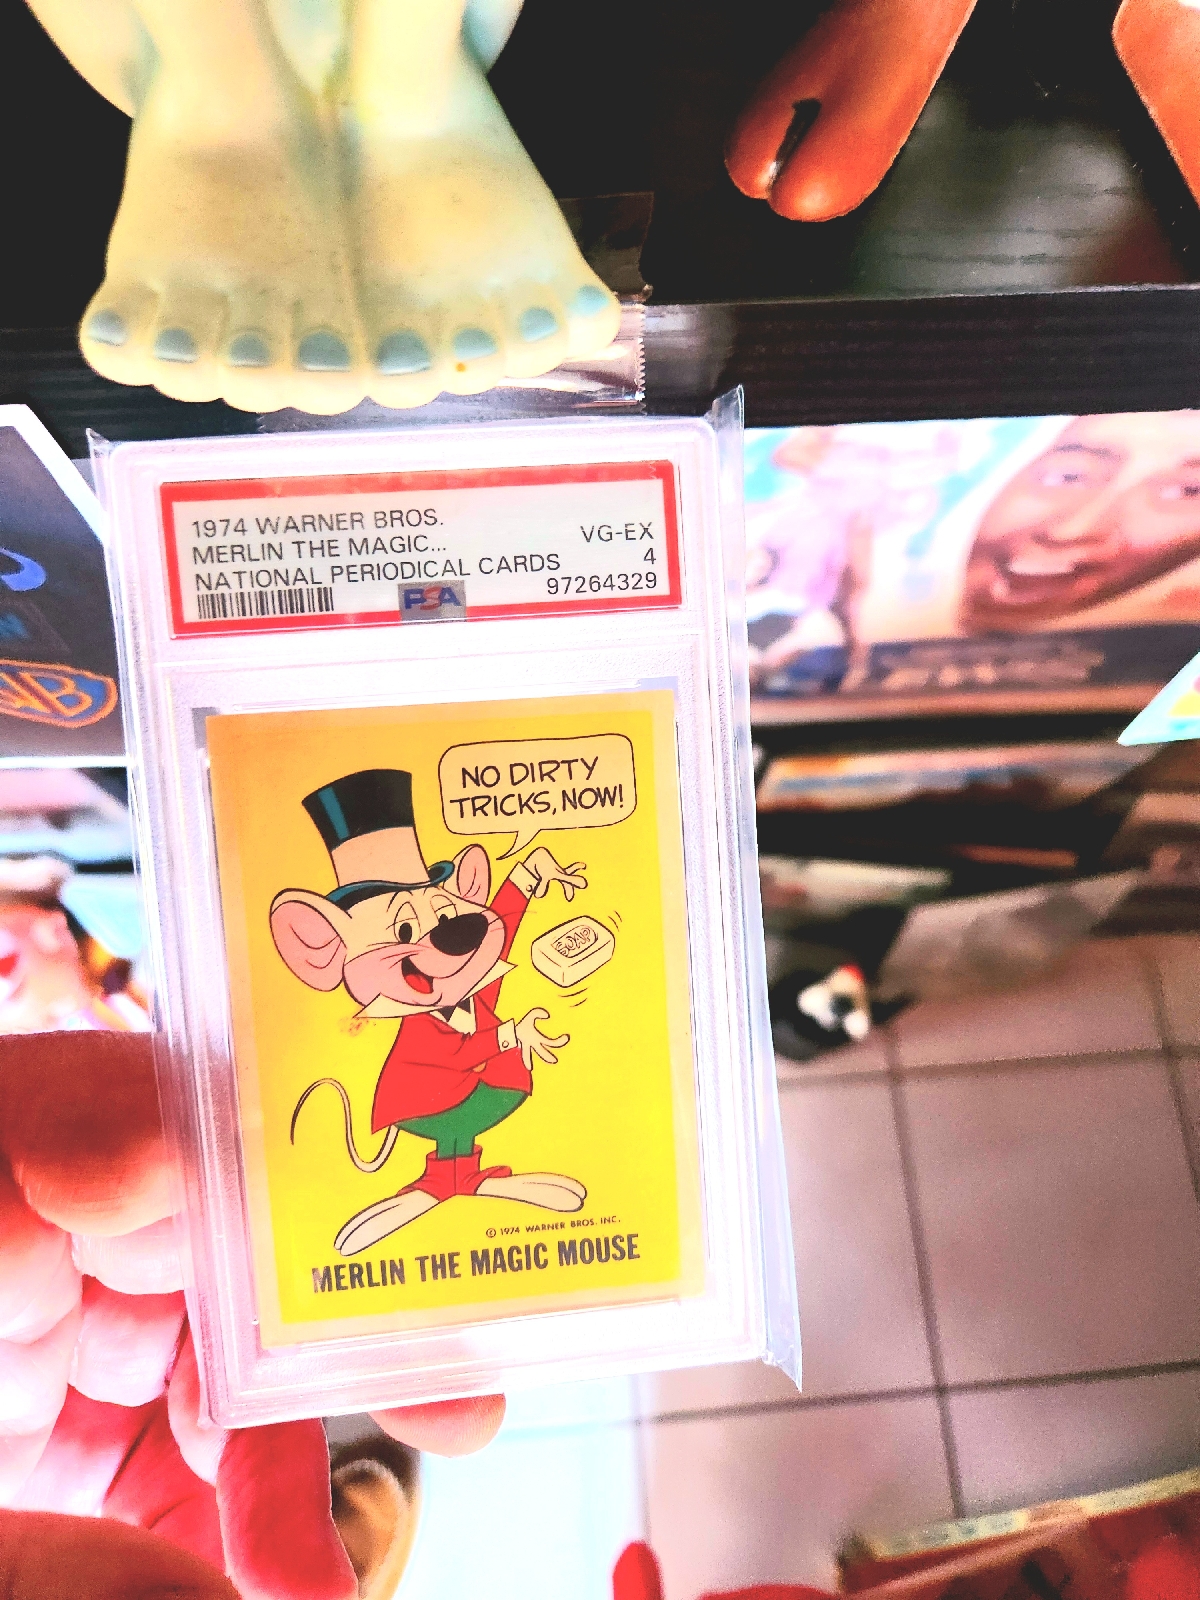 1974 WARNER BROS.
MERLIN THE MAGIC...
NATIONAL PERIODICAL CARDS
VG-EX
4
97264329
PSA
NO DIRTY
TRICKS, NOW!
SOAP
© 1974 WARNER BROS. INC.
MERLIN THE MAGIC MOUSE
WB